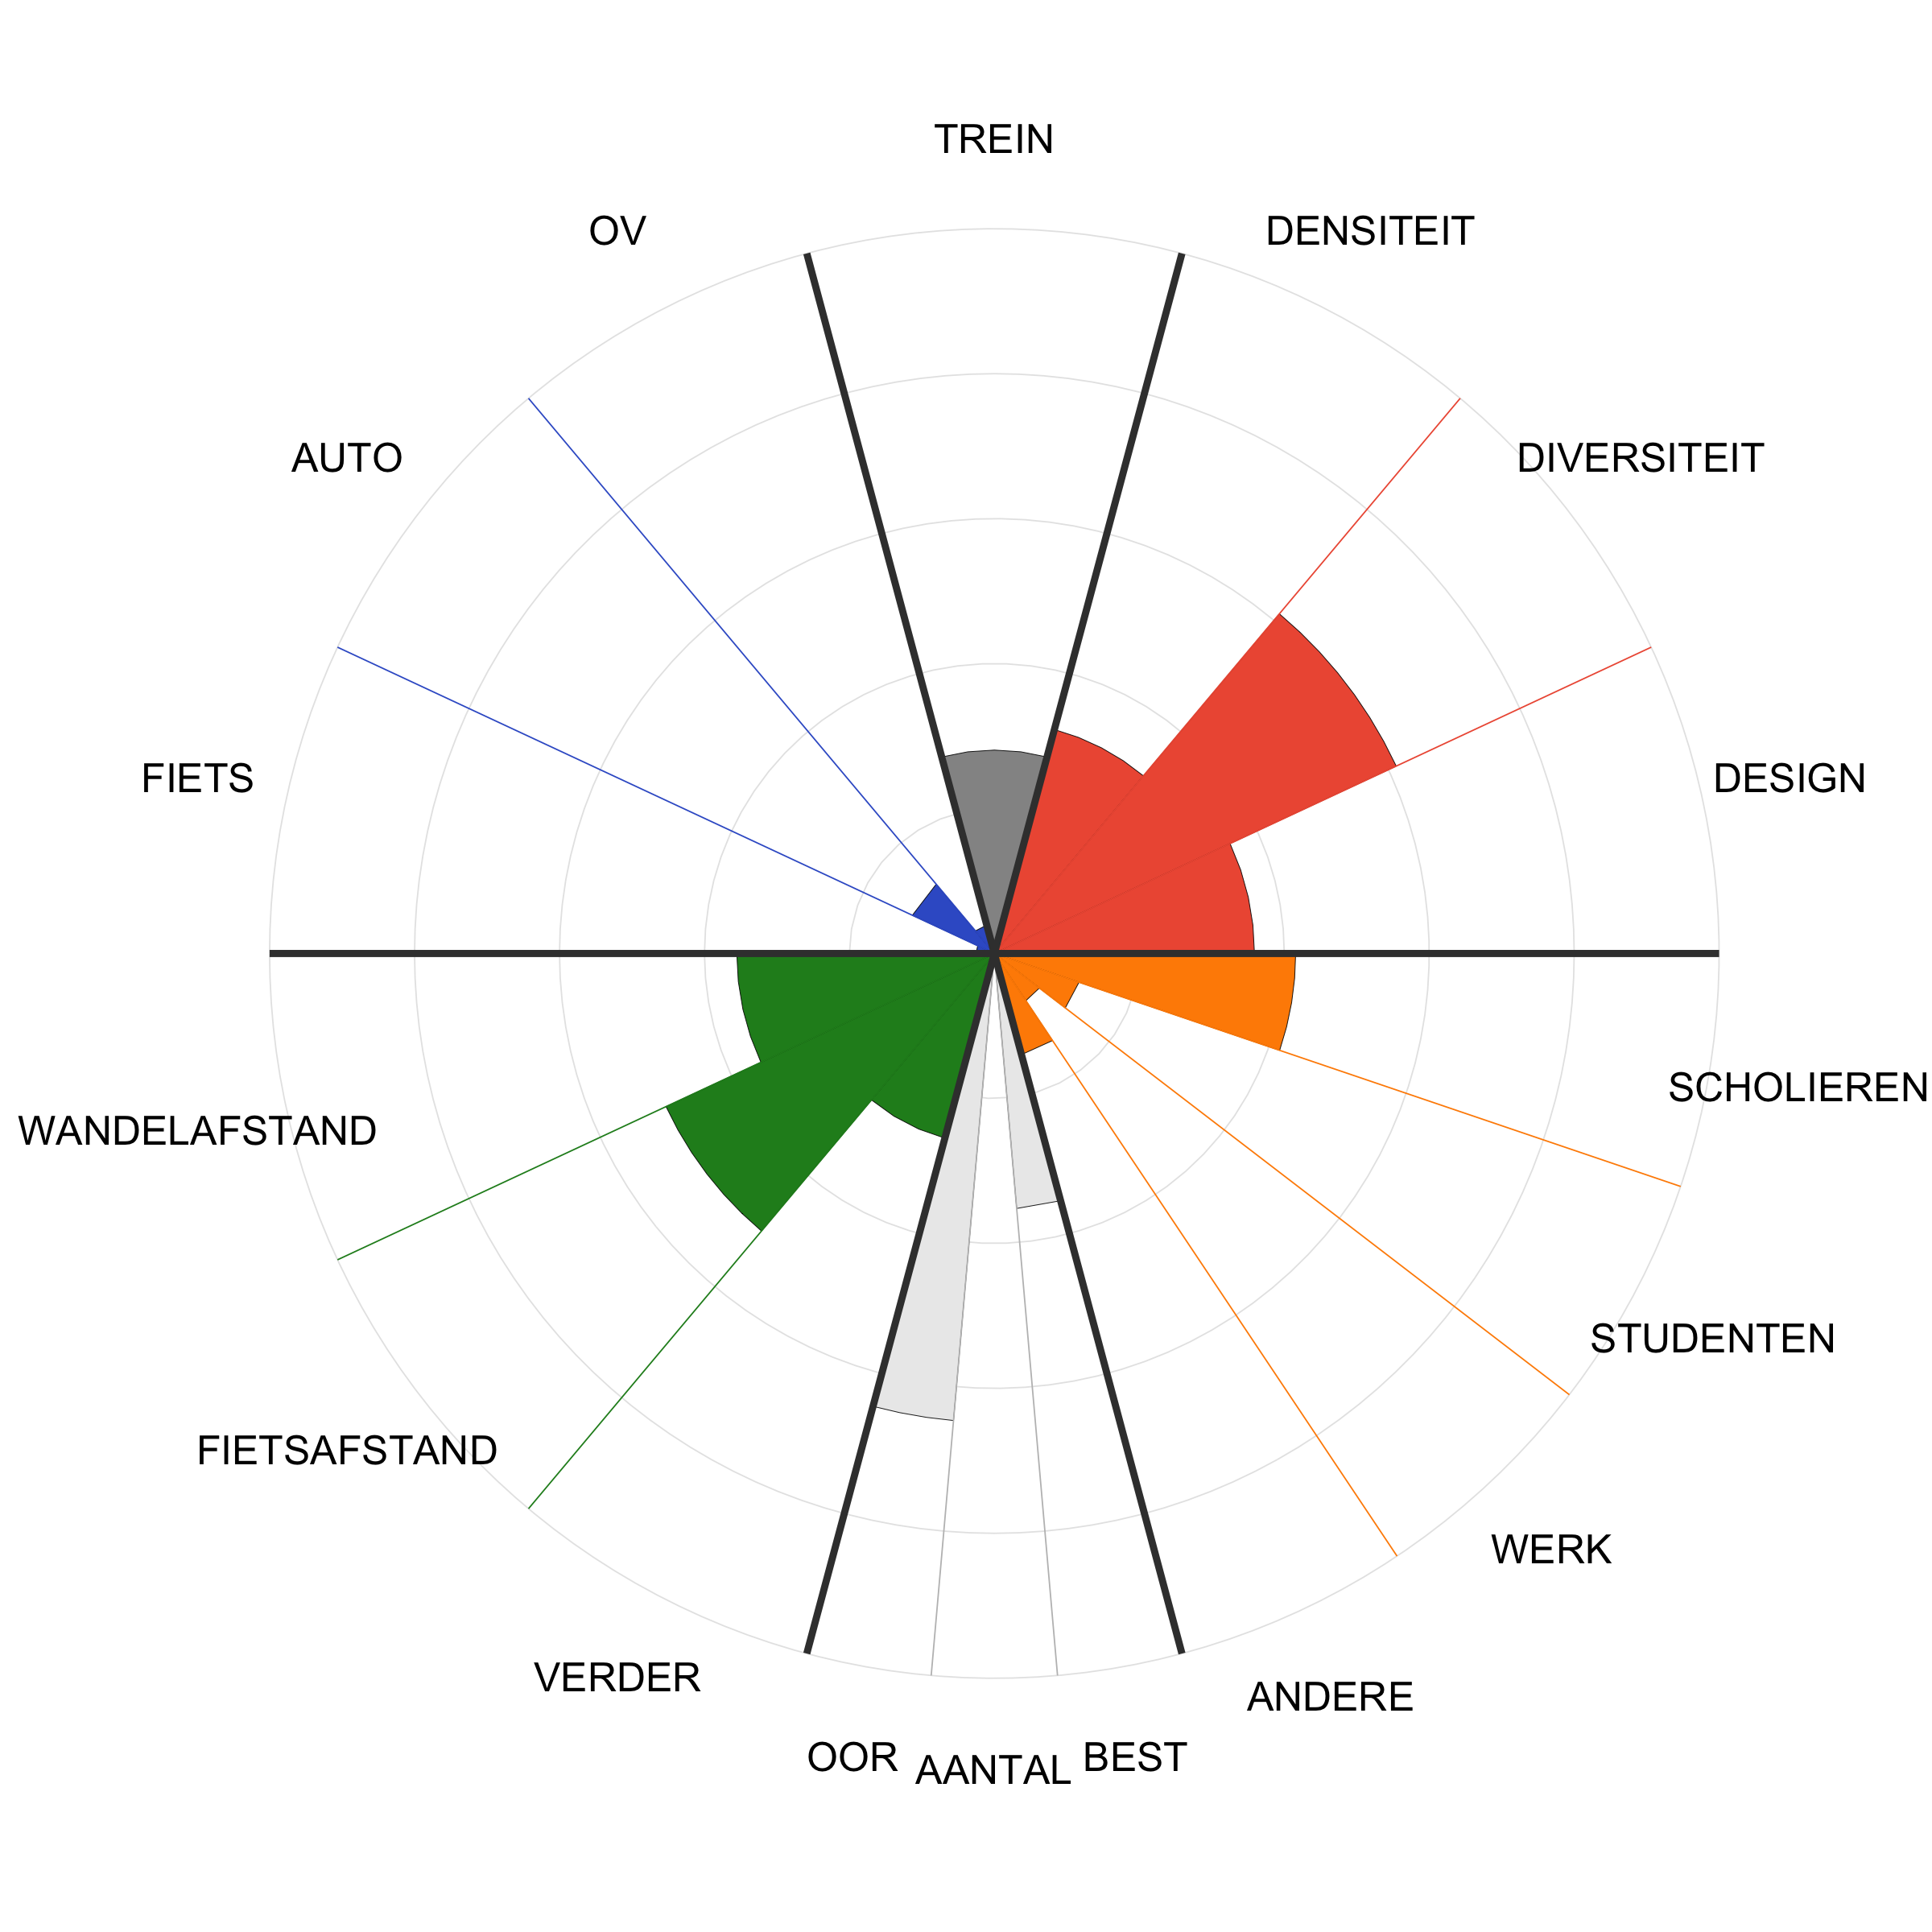 TREIN
OV
DENSITEIT
AUTO
DIVERSITEIT
FIETS
DESIGN
SCHOLIEREN
WANDELAFSTAND
STUDENTEN
FIETSAFSTAND
WERK
VERDER
ANDERE
OOR
AANTAL
BEST